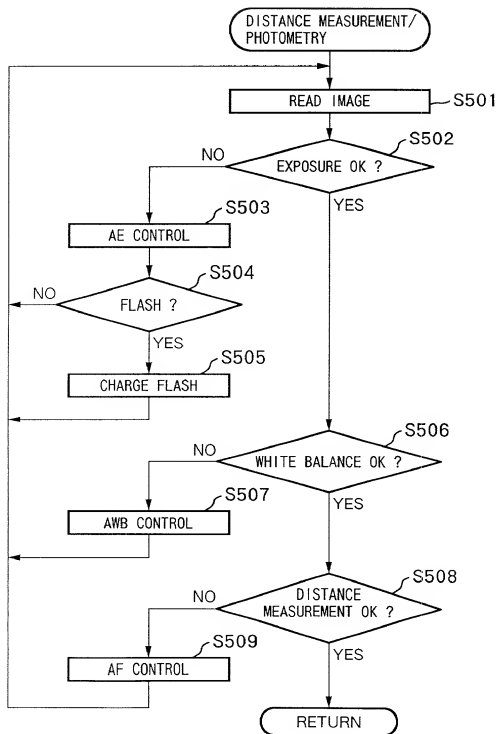 DISTANCE MEASUREMENT/
PHOTOMETRY
READ IMAGE
S501
S502
NO
EXPOSURE OK ?
YES
S503
AE CONTROL
S504
NO
FLASH ?
YES
S505
CHARGE FLASH
S506
NO
WHITE BALANCE OK ?
YES
S507
AWB CONTROL
S508
NO
DISTANCE
MEASUREMENT OK ?
YES
S509
AF CONTROL
RETURN